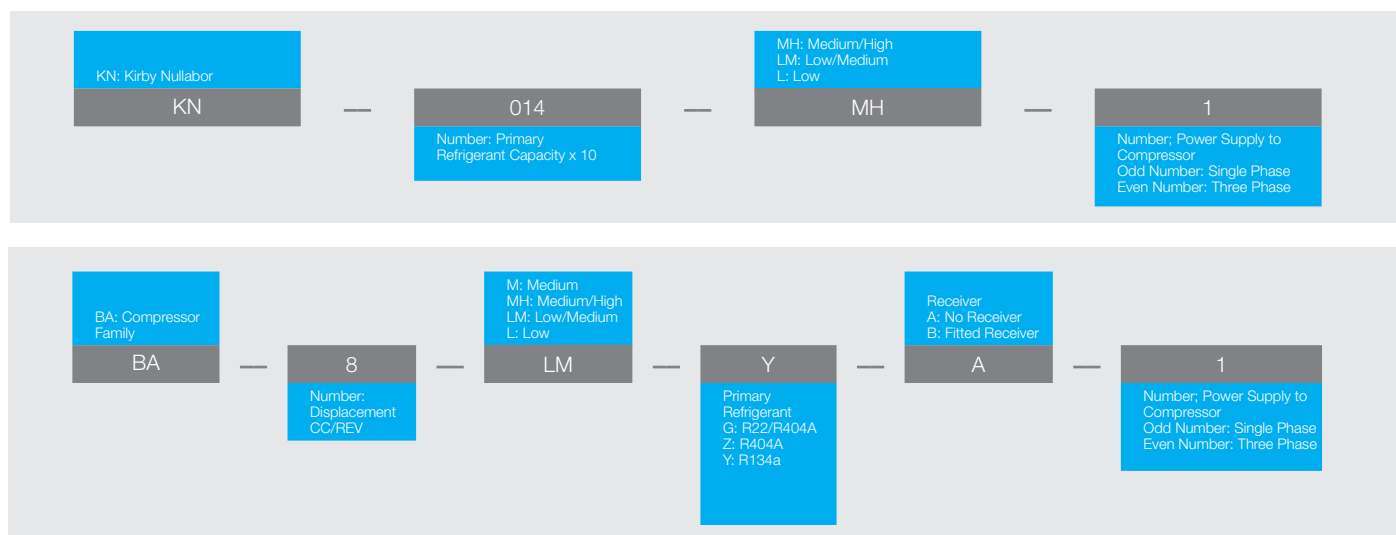 KN: Kirby Nullabor
KN
—
014
Number: Primary
Refrigerant Capacity x 10
—
MH: Medium/High
LM: Low/Medium
L: Low
MH
—
1
Number; Power Supply to
Compressor
Odd Number: Single Phase
Even Number: Three Phase
BA: Compressor
Family
BA
—
8
Number:
Displacement
CC/REV
—
M: Medium
MH: Medium/High
LM: Low/Medium
L: Low
LM
—
Y
Primary
Refrigerant
G: R22/R404A
Z: R404A
Y: R134a
—
Receiver
A: No Receiver
B: Fitted Receiver
A
—
1
Number; Power Supply to
Compressor
Odd Number: Single Phase
Even Number: Three Phase